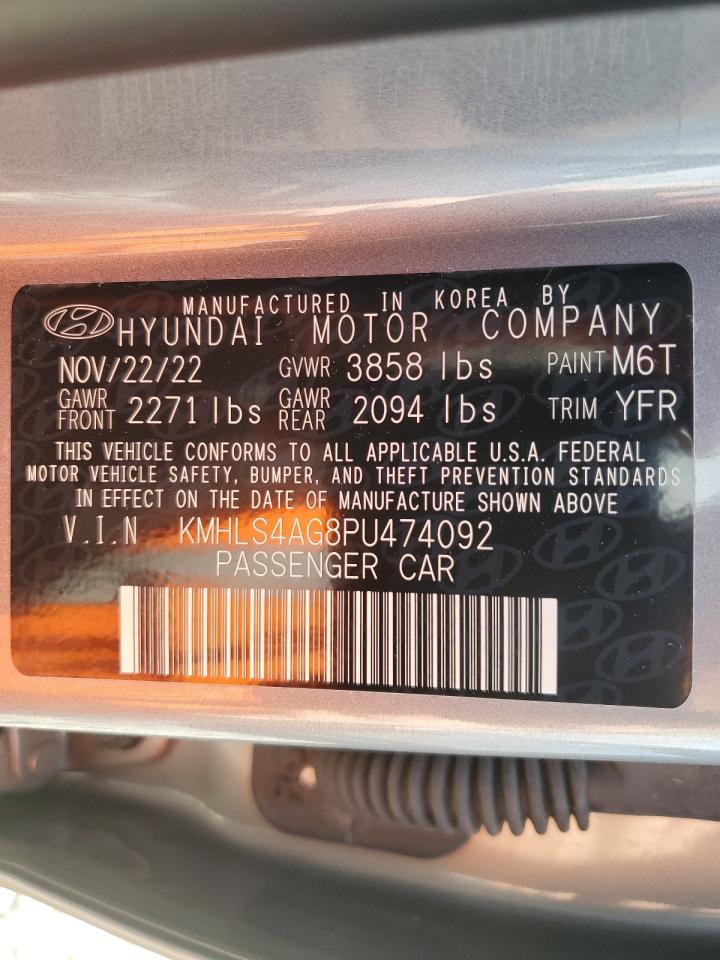 MANUFACTURED IN KOREA BY
HYUNDAI MOTOR COMPANY
NOV/22/22 GVWR 3858 lbs PAINT M6T
GAWR FRONT 2271 lbs GAWR REAR 2094 lbs TRIM YFR
THIS VEHICLE CONFORMS TO ALL APPLICABLE U.S.A. FEDERAL
MOTOR VEHICLE SAFETY, BUMPER, AND THEFT PREVENTION STANDARDS
IN EFFECT ON THE DATE OF MANUFACTURE SHOWN ABOVE
V.I.N KMHLS4AG8PU474092
PASSENGER CAR